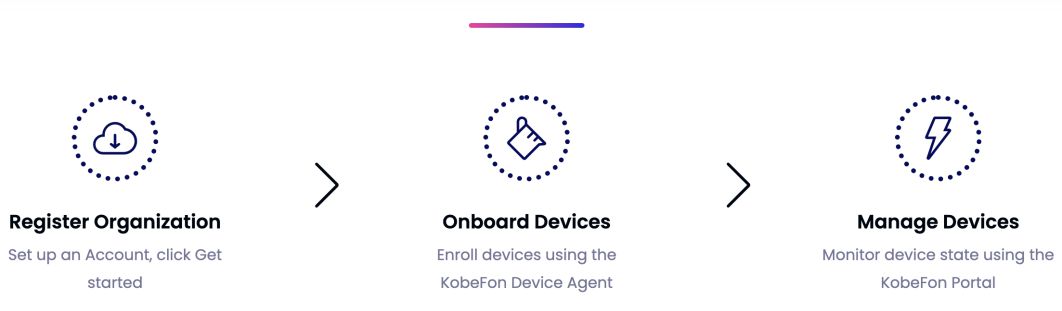 Register Organization
Set up an Account, click Get
started
Onboard Devices
Enroll devices using the
KobeFon Device Agent
Manage Devices
Monitor device state using the
KobeFon Portal